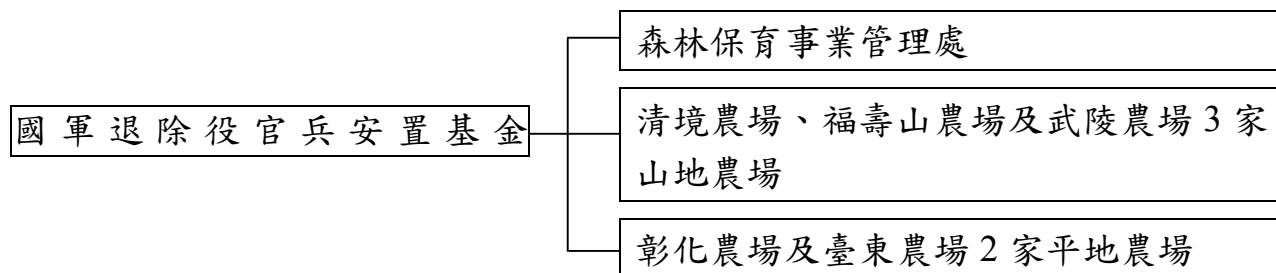 森林保育事業管理處
國軍退除役官兵安置基金
清境農場、福壽山農場及武陵農場 3 家
山地農場
彰化農場及臺東農場 2 家平地農場